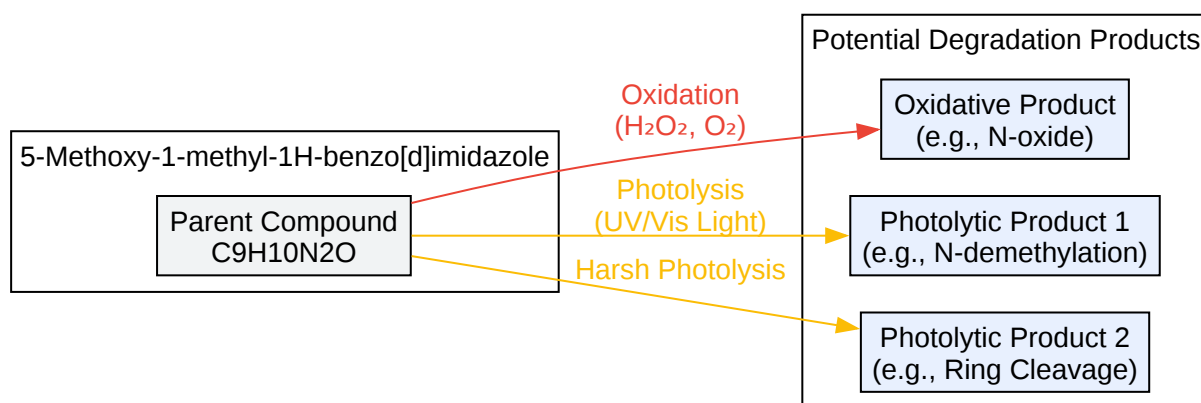 Potential Degradation Products
Oxidation
(H₂O₂, O₂)
Oxidative Product
(e.g., N-oxide)
5-Methoxy-1-methyl-1H-benzo[d]imidazole
Parent Compound
C9H10N2O
Photolysis
(UV/Vis Light)
Photolytic Product 1
(e.g., N-demethylation)
Harsh Photolysis
Photolytic Product 2
(e.g., Ring Cleavage)